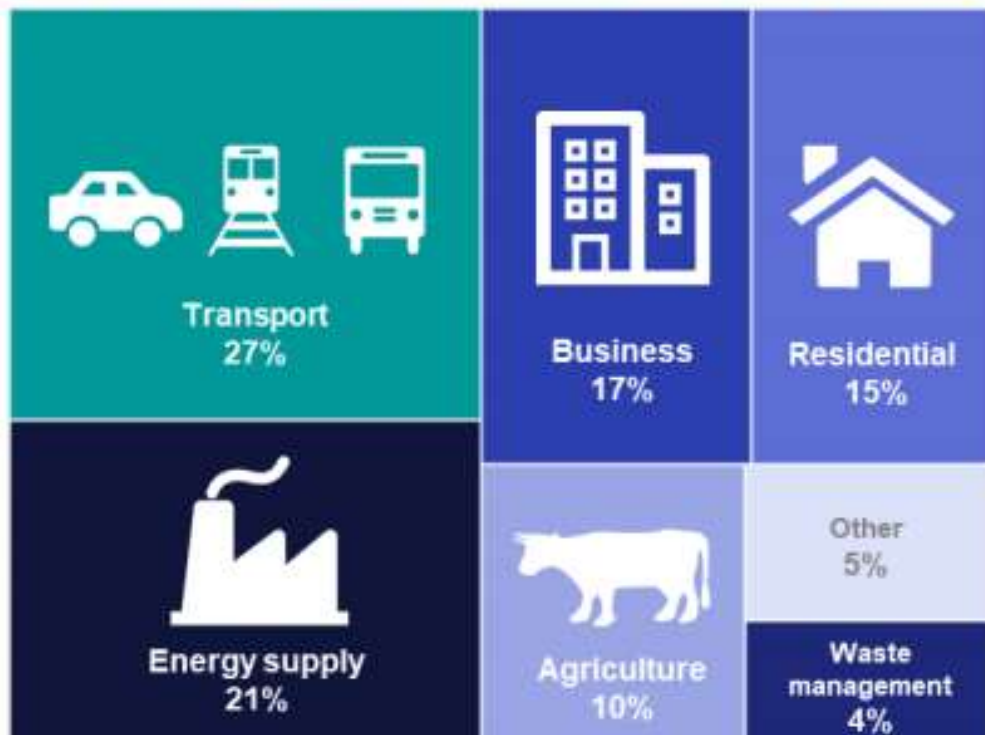 Transport
27%
Business
17%
Residential
15%
Energy supply
21%
Agriculture
10%
Other
5%
Waste
management
4%